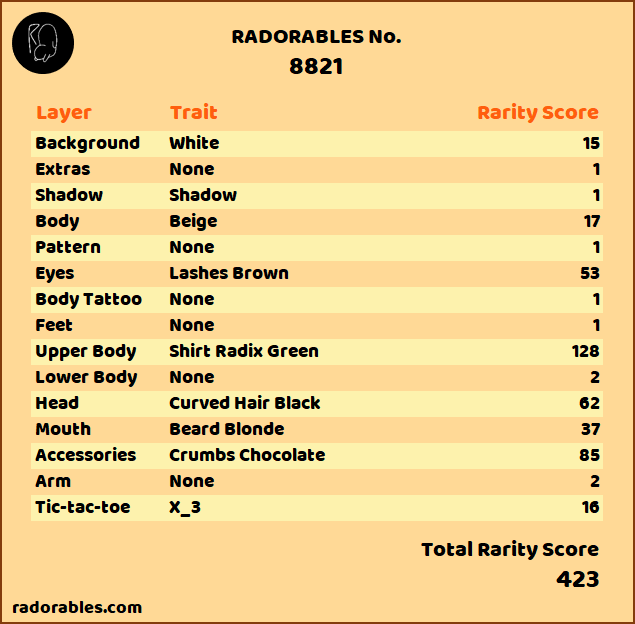 RADORABLES No.
8821
Layer Trait Rarity Score
Background White 15
Extras None 1
Shadow Shadow 1
Body Beige 17
Pattern None 1
Eyes Lashes Brown 53
Body Tattoo None 1
Feet None 1
Upper Body Shirt Radix Green 128
Lower Body None 2
Head Curved Hair Black 62
Mouth Beard Blonde 37
Accessories Crumbs Chocolate 85
Arm None 2
Tic-tac-toe X_3 16
Total Rarity Score
423
radorables.com